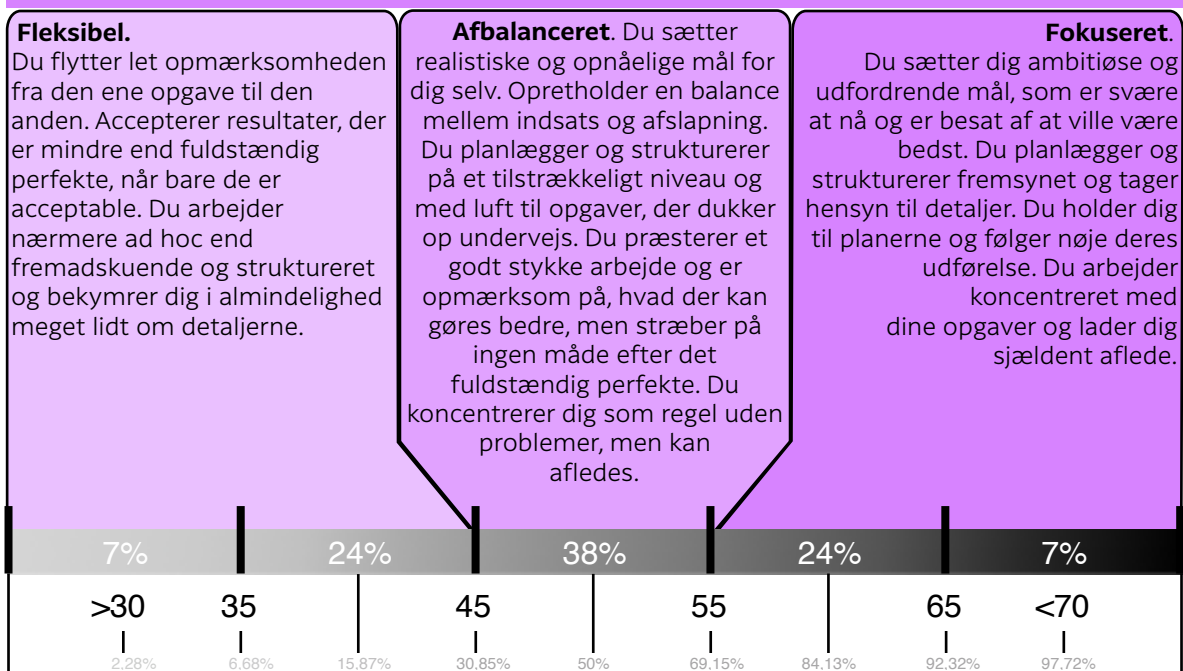 Fleksibel.
Du flytter let opmærksomheden
fra den ene opgave til den
anden. Accepterer resultater, der
er mindre end fuldstændig
perfekte, når bare de er
acceptable. Du arbejder
nærmere ad hoc end
fremadskuende og struktureret
og bekymrer dig i almindelighed
meget lidt om detaljerne.
Afbalanceret. Du sætter
realistiske og opnåelige mål for
dig selv. Opretholder en balance
mellem indsats og afslapning.
Du planlægger og strukturerer
på et tilstrækkeligt niveau og
med luft til opgaver, der dukker
op undervejs. Du præsterer et
godt stykke arbejde og er
opmærksom på, hvad der kan
gøres bedre, men stræber på
ingen måde efter det
fuldstændig perfekte. Du
koncentrerer dig som regel uden
problemer, men kan
afledes.
Fokuseret.
Du sætter dig ambitiøse og
udfordrende mål, som er svære
at nå og er besat af at ville være
bedst. Du planlægger og
strukturerer fremsynet og tager
hensyn til detaljer. Du holder dig
til planerne og følger nøje deres
udførelse. Du arbejder
koncentreret med
dine opgaver og lader dig
sjældent aflede.
7% 24% 38% 24% 7%
>30 35 45 55 65 <70
2,28% 6,68% 15,87% 30,85% 50% 69,15% 84,13% 92,32% 97,72%